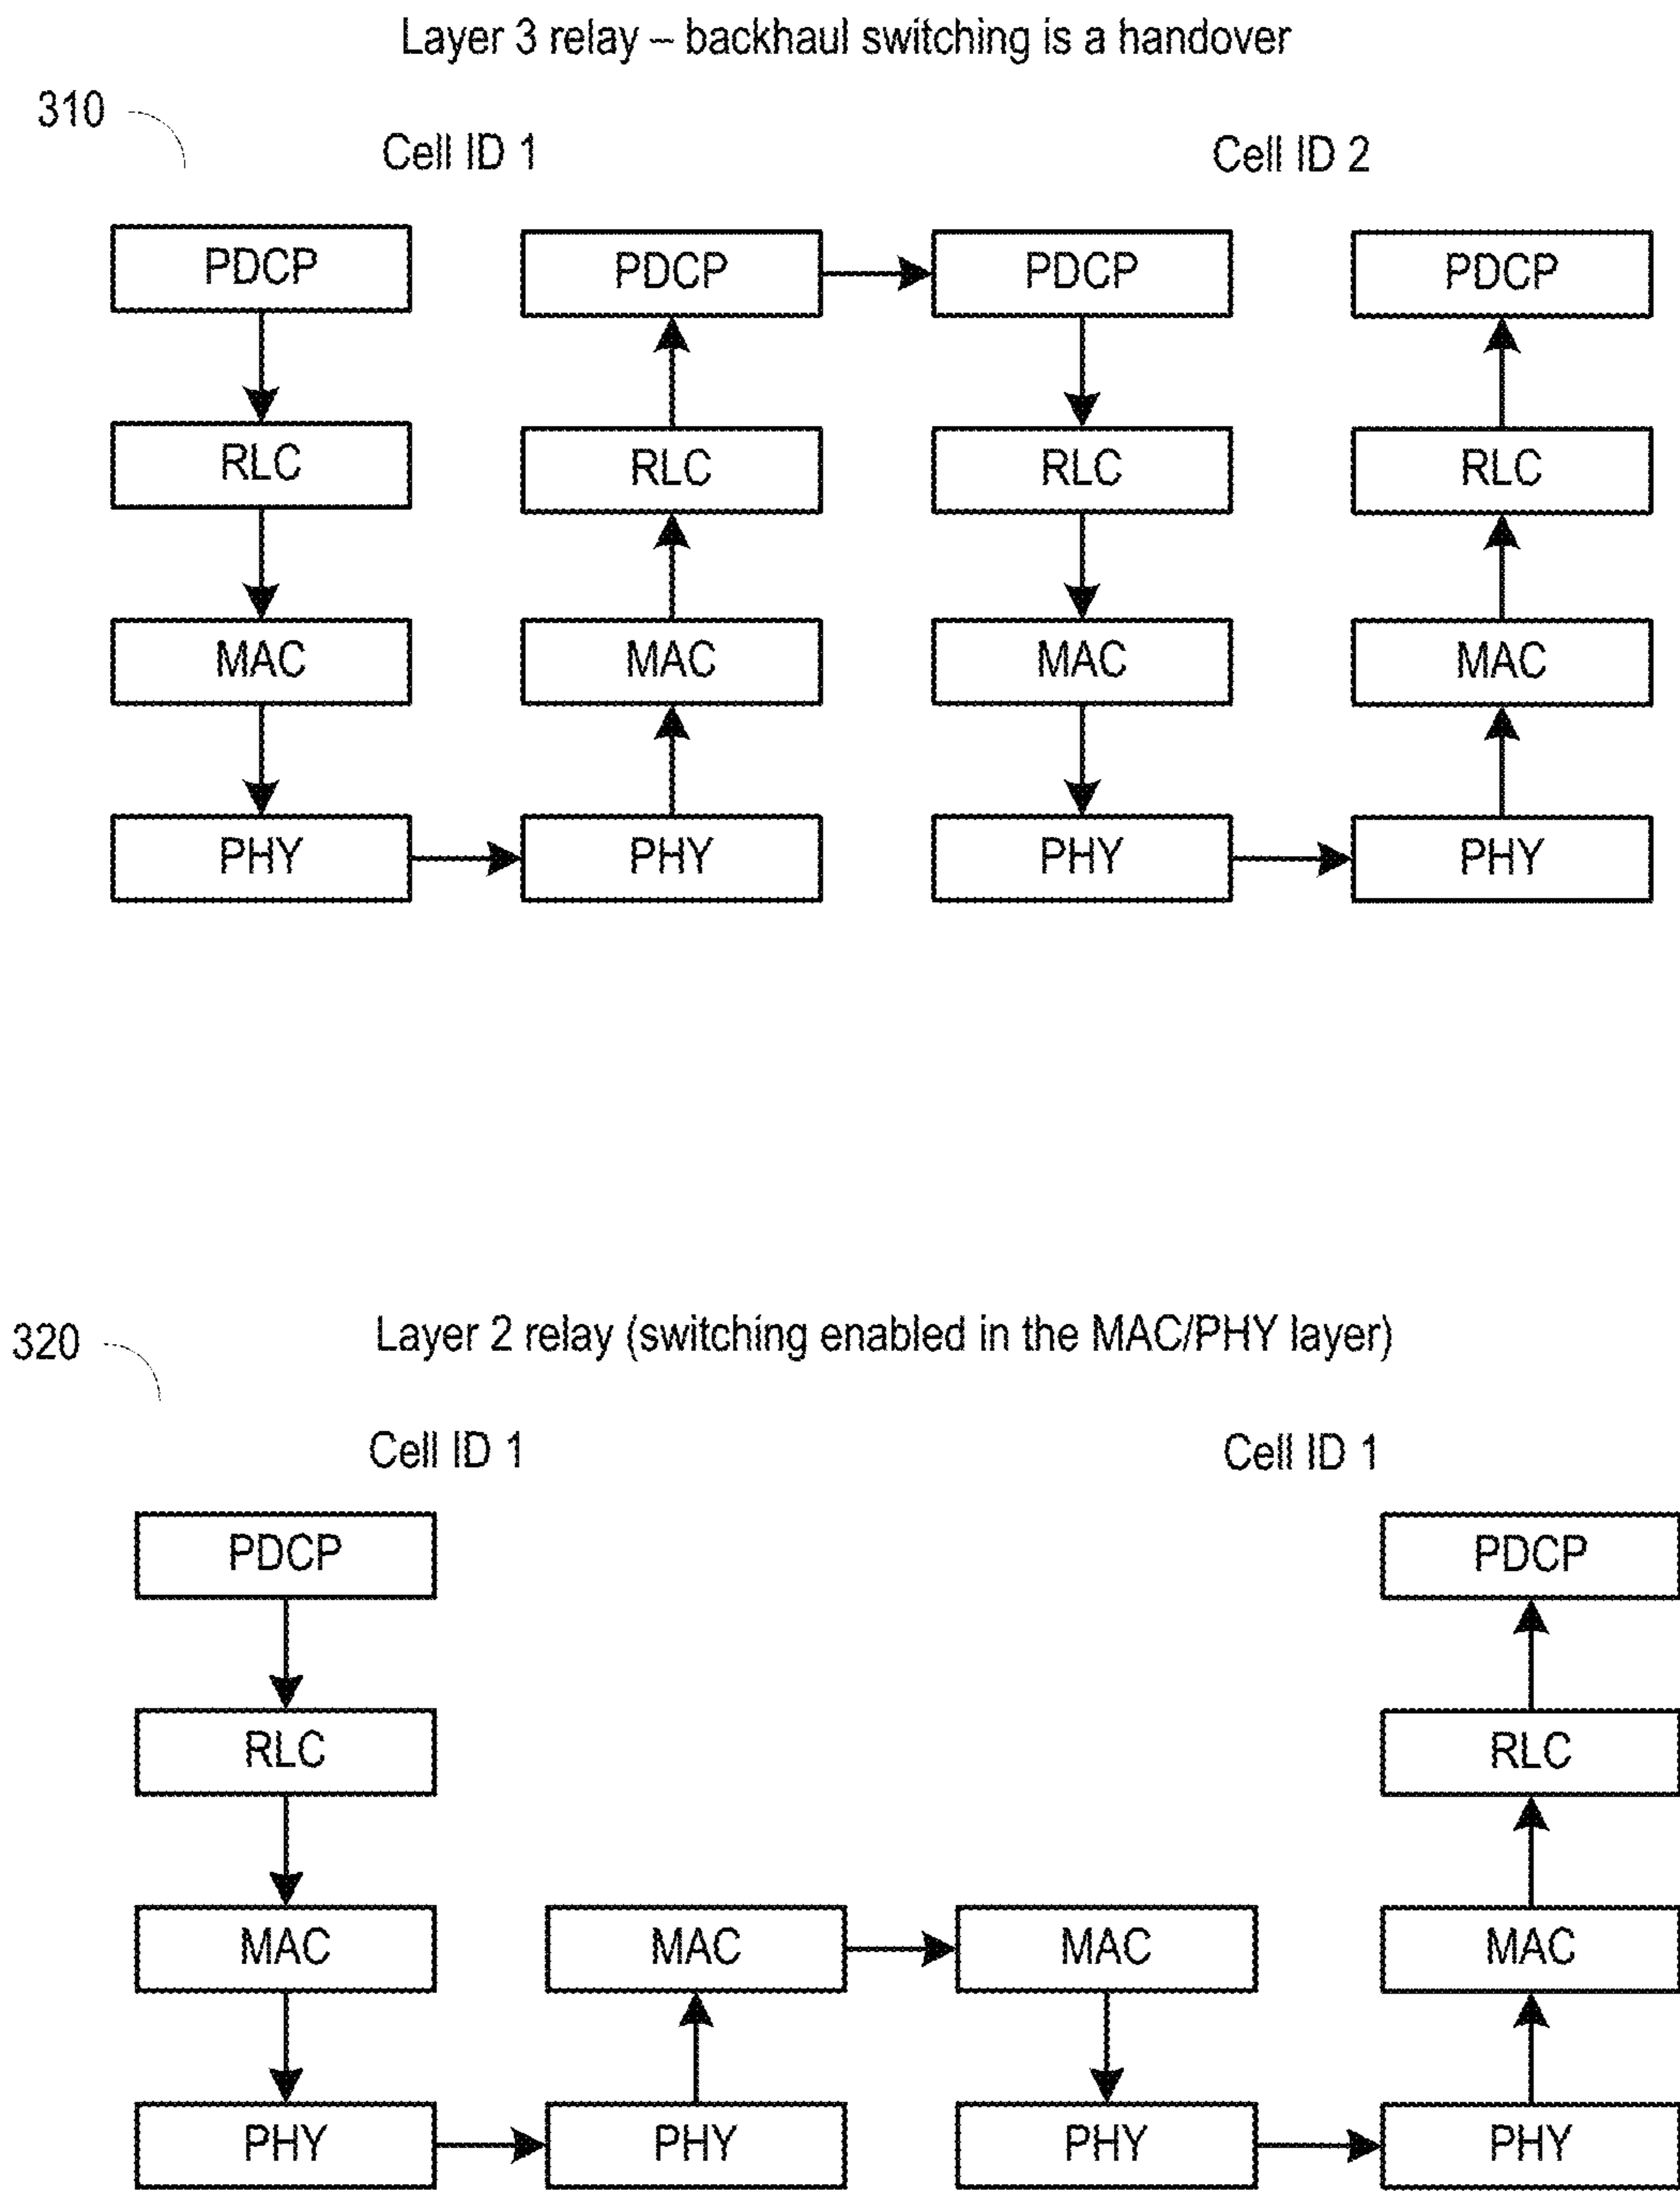 Layer 3 relay – backhaul switching is a handover
310
Cell ID 1 Cell ID 2
PDCP PDCP PDCP PDCP
RLC RLC RLC RLC
MAC MAC MAC MAC
PHY PHY PHY PHY
320 Layer 2 relay (switching enabled in the MAC/PHY layer)
Cell ID 1 Cell ID 1
PDCP PDCP
RLC RLC
MAC MAC MAC MAC
PHY PHY PHY PHY